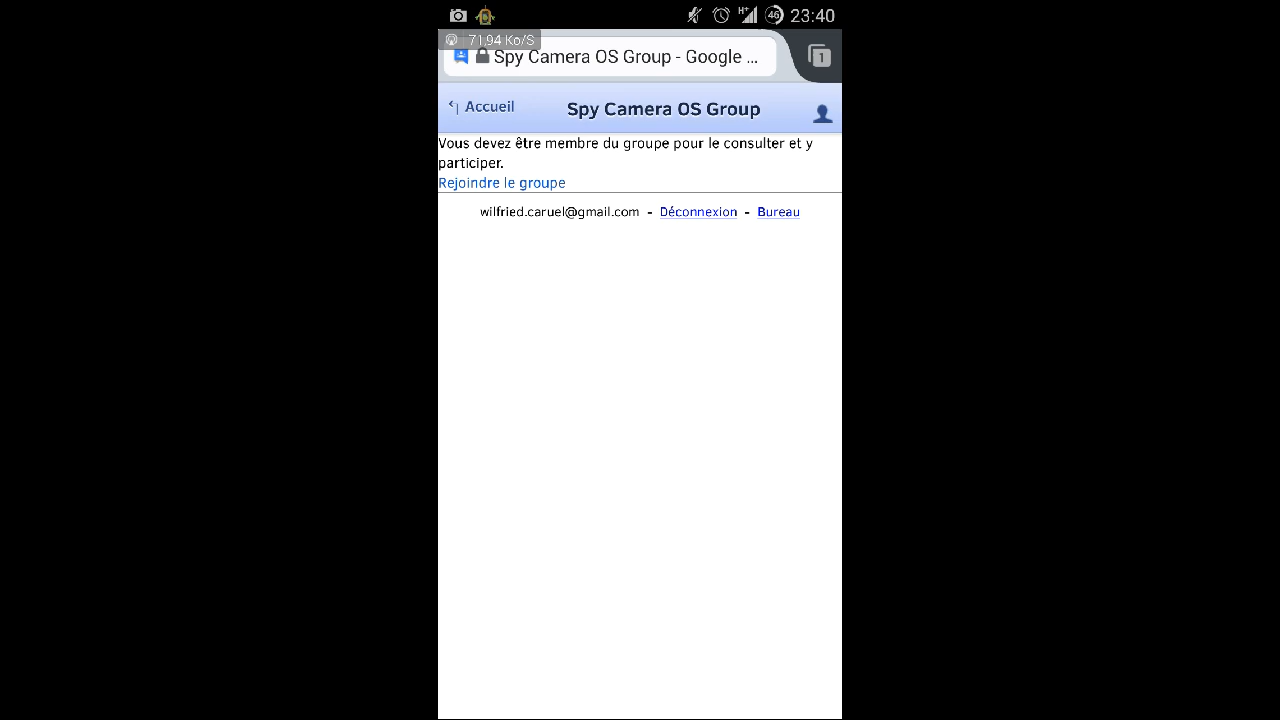 H+ 46 23:40
71,94 Ko/S
Spy Camera OS Group - Google ...
1
Accueil
Spy Camera OS Group
Vous devez être membre du groupe pour le consulter et y
participer.
Rejoindre le groupe
wilfried.caruel@gmail.com - Déconnexion - Bureau